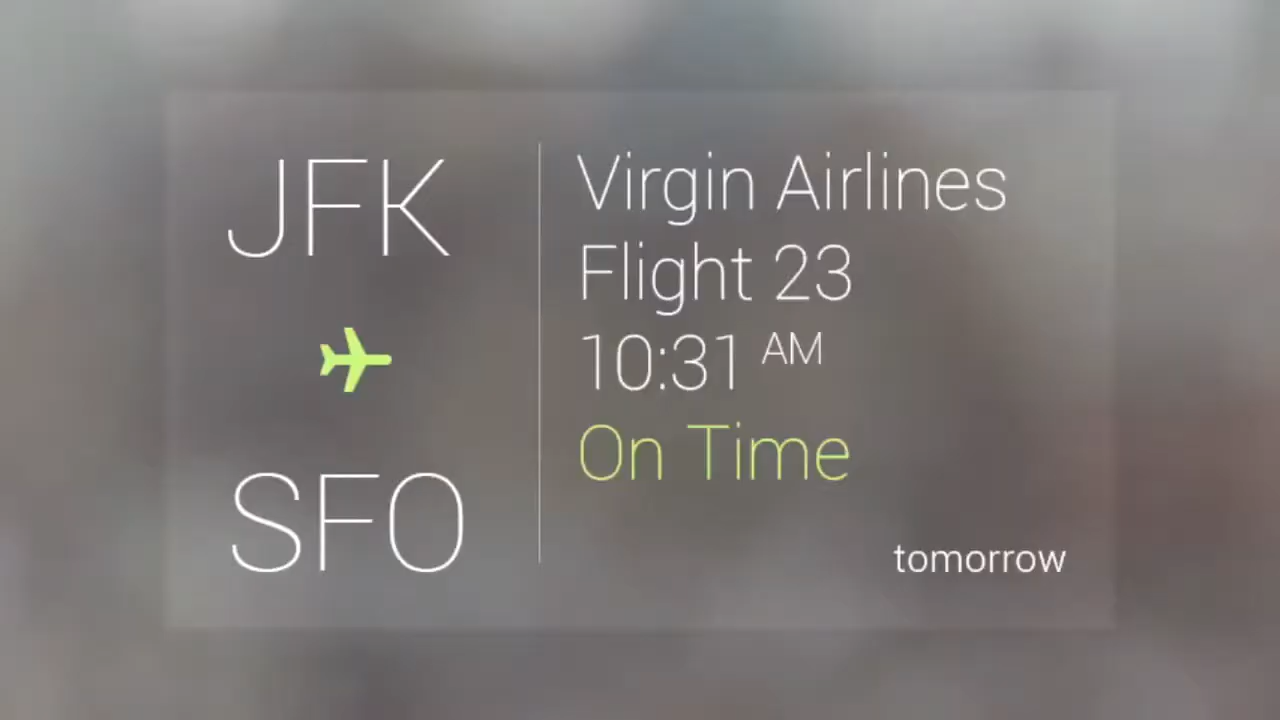 JFK
SFO
Virgin Airlines
Flight 23
10:31 AM
On Time
tomorrow